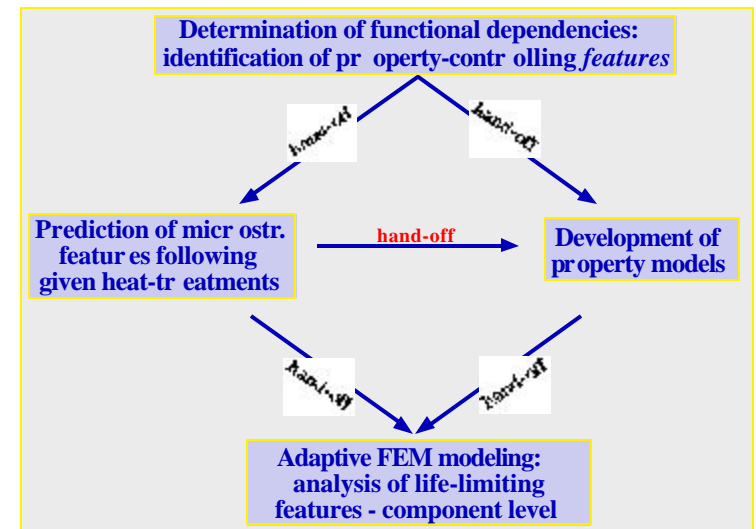 Determination of functional dependencies:
identification of pr operty-contr olling features
hand-off
hand-off
Prediction of micr ostr.
featur es following
given heat-tr eatments
hand-off
Development of
property models
hand-off
hand-off
Adaptive FEM modeling:
analysis of life-limiting
features - component level